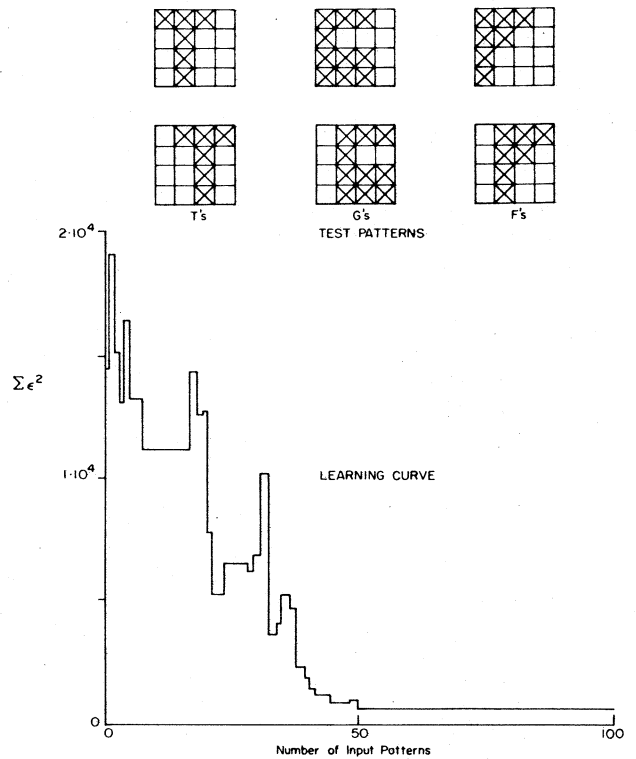 T's G's F's
TEST PATTERNS
2·10⁴
Σε²
1·10⁴
LEARNING CURVE
0
0 50 100
Number of Input Patterns